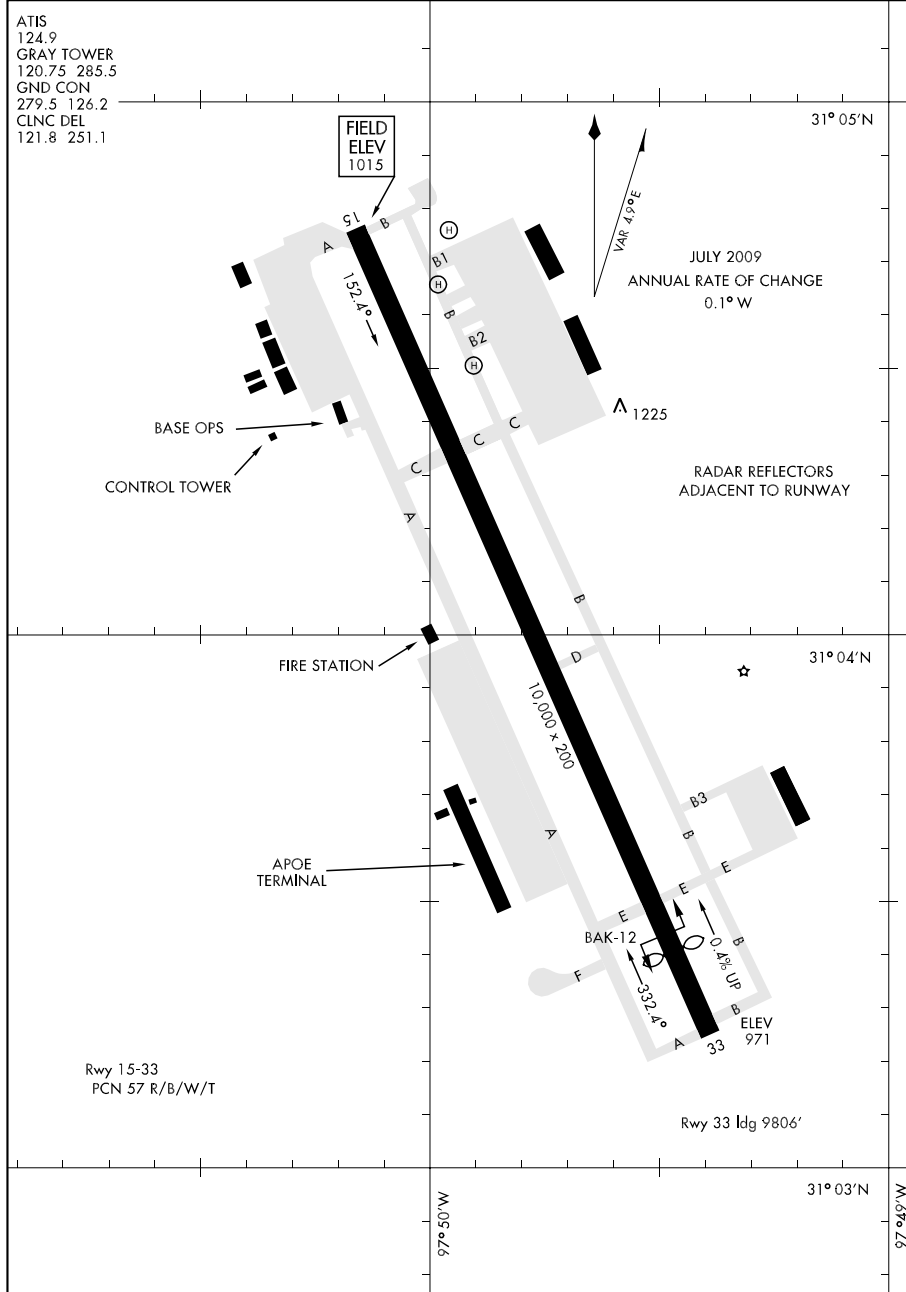 ATIS
124.9
GRAY TOWER
120.75 285.5
GND CON
279.5 126.2
CLNC DEL
121.8 251.1
31°05'N
FIELD
ELEV
1015
VAR 4.9°E
JULY 2009
ANNUAL RATE OF CHANGE
0.1° W
15
B
A
H
B1
H
152.4°
B
B2
H
1225
BASE OPS
C
C
C
CONTROL TOWER
RADAR REFLECTORS
ADJACENT TO RUNWAY
A
B
FIRE STATION
D
31°04'N
10,000 x 200
B3
A
B
APOE
TERMINAL
E
E
E
BAK-12
B
0.4% UP
F
332.4°
B
ELEV
971
A
33
Rwy 15-33
PCN 57 R/B/W/T
Rwy 33 ldg 9806'
31°03'N
97°50'W
97°49'W